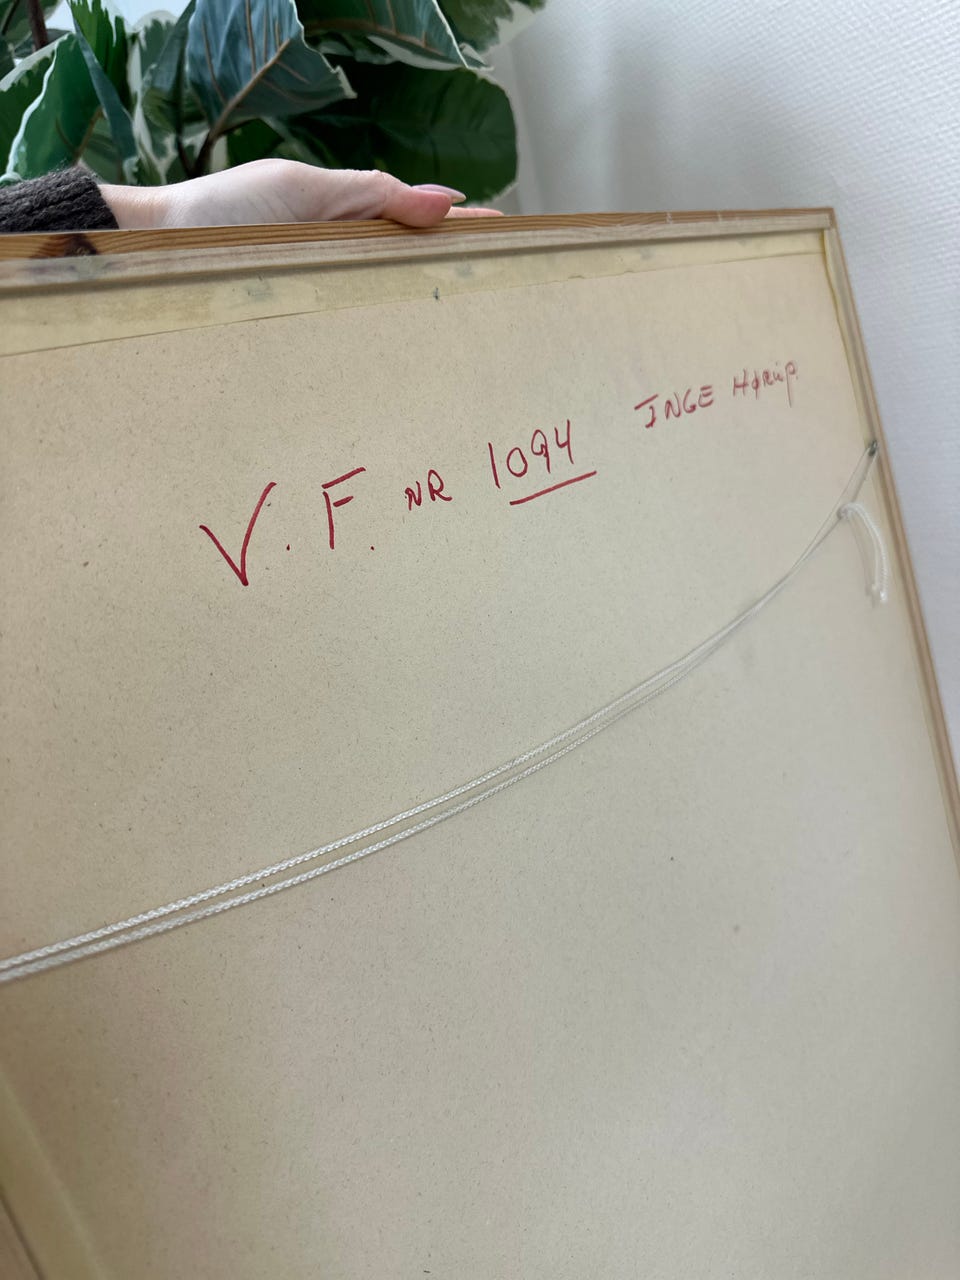 INGE HøRUP.
V. F. NR 1094